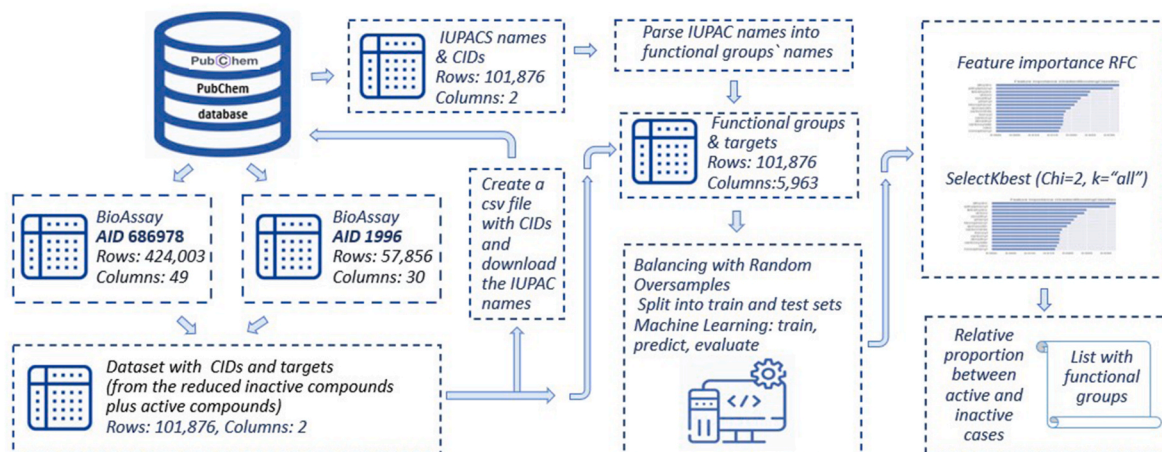 PubChem
PubChem
database
IUPACS names
& CIDs
Rows: 101,876
Columns: 2
Parse IUPAC names into
functional groups` names
Functional groups
& targets
Rows: 101,876
Columns:5,963
Feature importance RFC
SelectKbest (Chi=2, k=“all”)
BioAssay
AID 686978
Rows: 424,003
Columns: 49
BioAssay
AID 1996
Rows: 57,856
Columns: 30
Create a
csv file
with CIDs
and
download
the IUPAC
names
Dataset with CIDs and targets
(from the reduced inactive compounds
plus active compounds)
Rows: 101,876, Columns: 2
Balancing with Random
Oversamples
Split into train and test sets
Machine Learning: train,
predict, evaluate
</>
Relative
proportion
between
active and
inactive
cases
List with
functional
groups